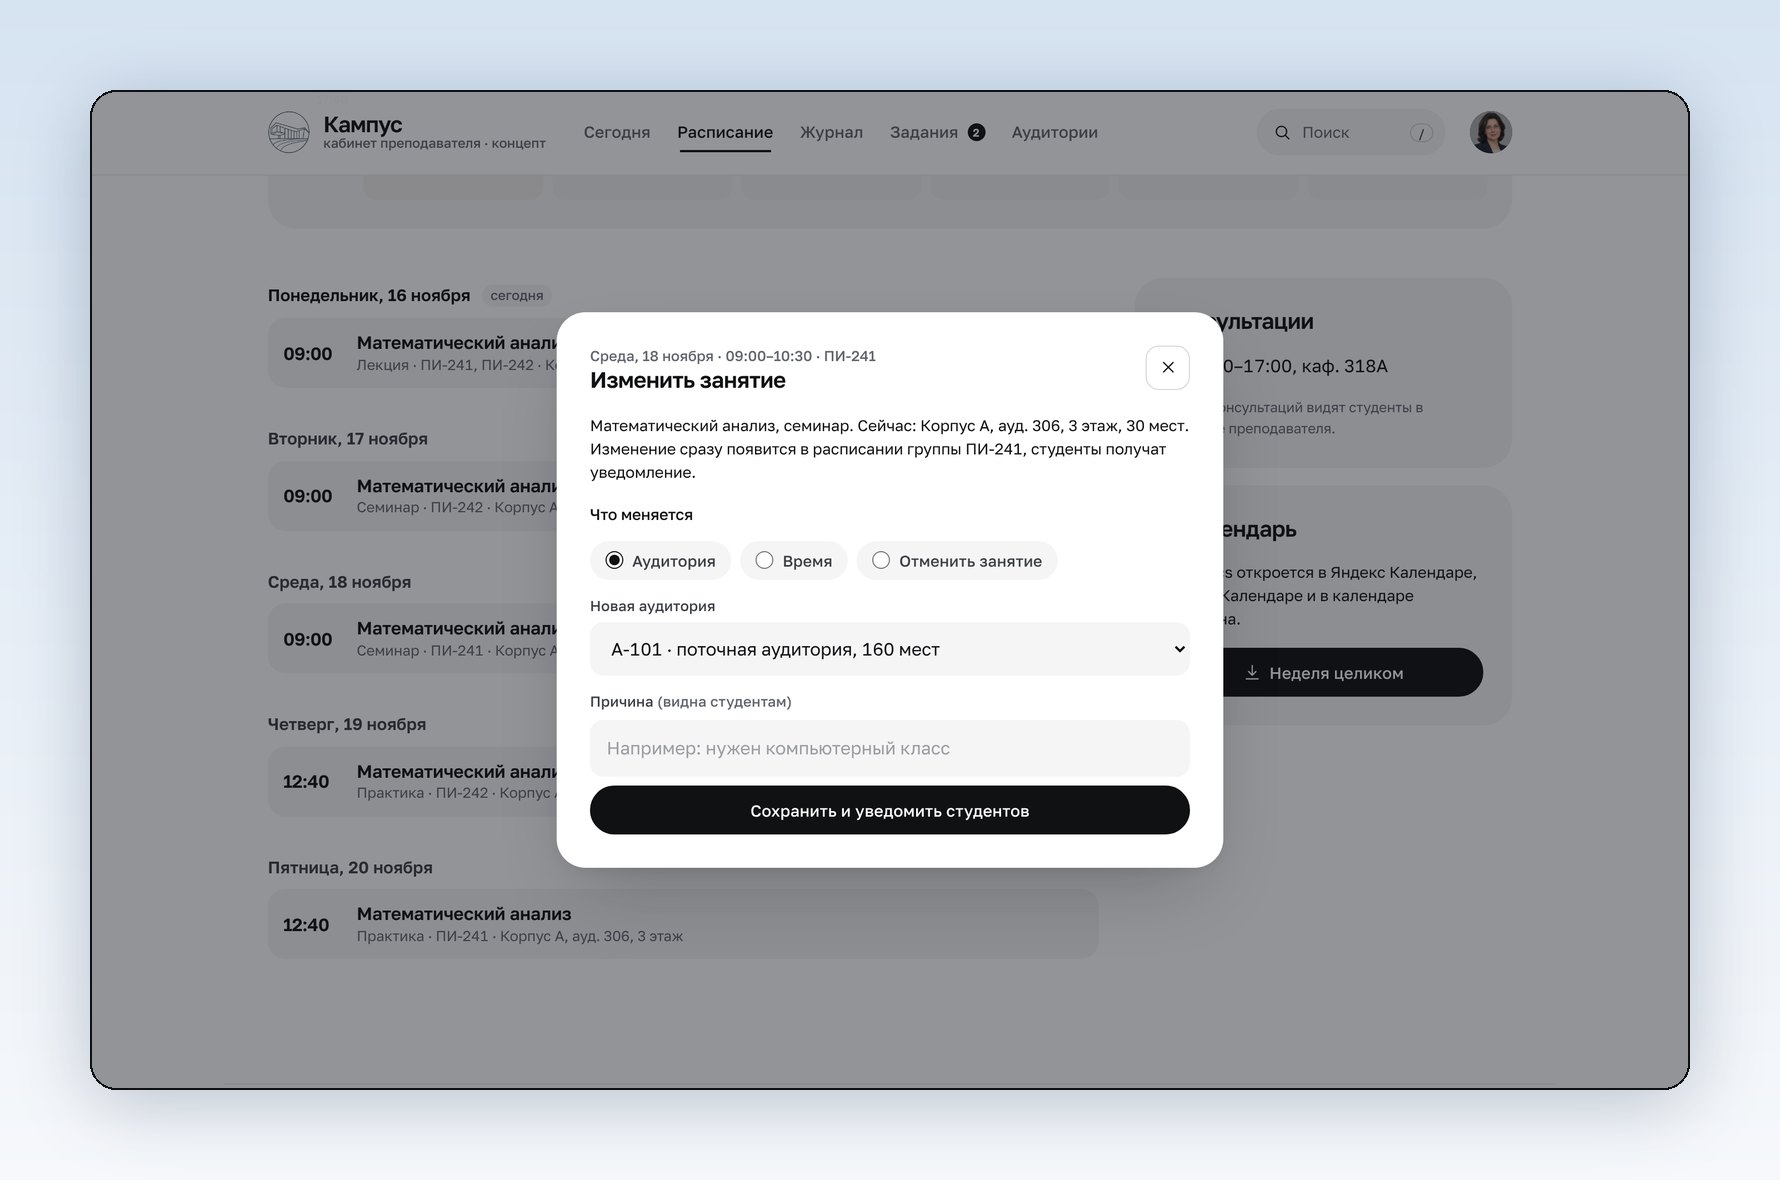 Кампус
кабинет преподавателя · концепт
Сегодня
Расписание
Журнал
Задания 2
Аудитории
Поиск /
Понедельник, 16 ноября сегодня
09:00
Математический анали
Лекция · ПИ-241, ПИ-242 · К
Вторник, 17 ноября
09:00
Математический анали
Семинар · ПИ-242 · Корпус А
Среда, 18 ноября
09:00
Математический анали
Семинар · ПИ-241 · Корпус А
Четверг, 19 ноября
12:40
Математический анали
Практика · ПИ-242 · Корпус
Пятница, 20 ноября
12:40
Математический анализ
Практика · ПИ-241 · Корпус А, ауд. 306, 3 этаж
Среда, 18 ноября · 09:00–10:30 · ПИ-241
Изменить занятие
Математический анализ, семинар. Сейчас: Корпус А, ауд. 306, 3 этаж, 30 мест.
Изменение сразу появится в расписании группы ПИ-241, студенты получат
уведомление.
Что меняется
Аудитория
Время
Отменить занятие
Новая аудитория
А-101 · поточная аудитория, 160 мест
Причина (видна студентам)
Например: нужен компьютерный класс
Сохранить и уведомить студентов
ультации
0–17:00, каф. 318А
нсультаций видят студенты в
преподавателя.
ендарь
s откроется в Яндекс Календаре,
Календаре и в календаре
на.
Неделя целиком